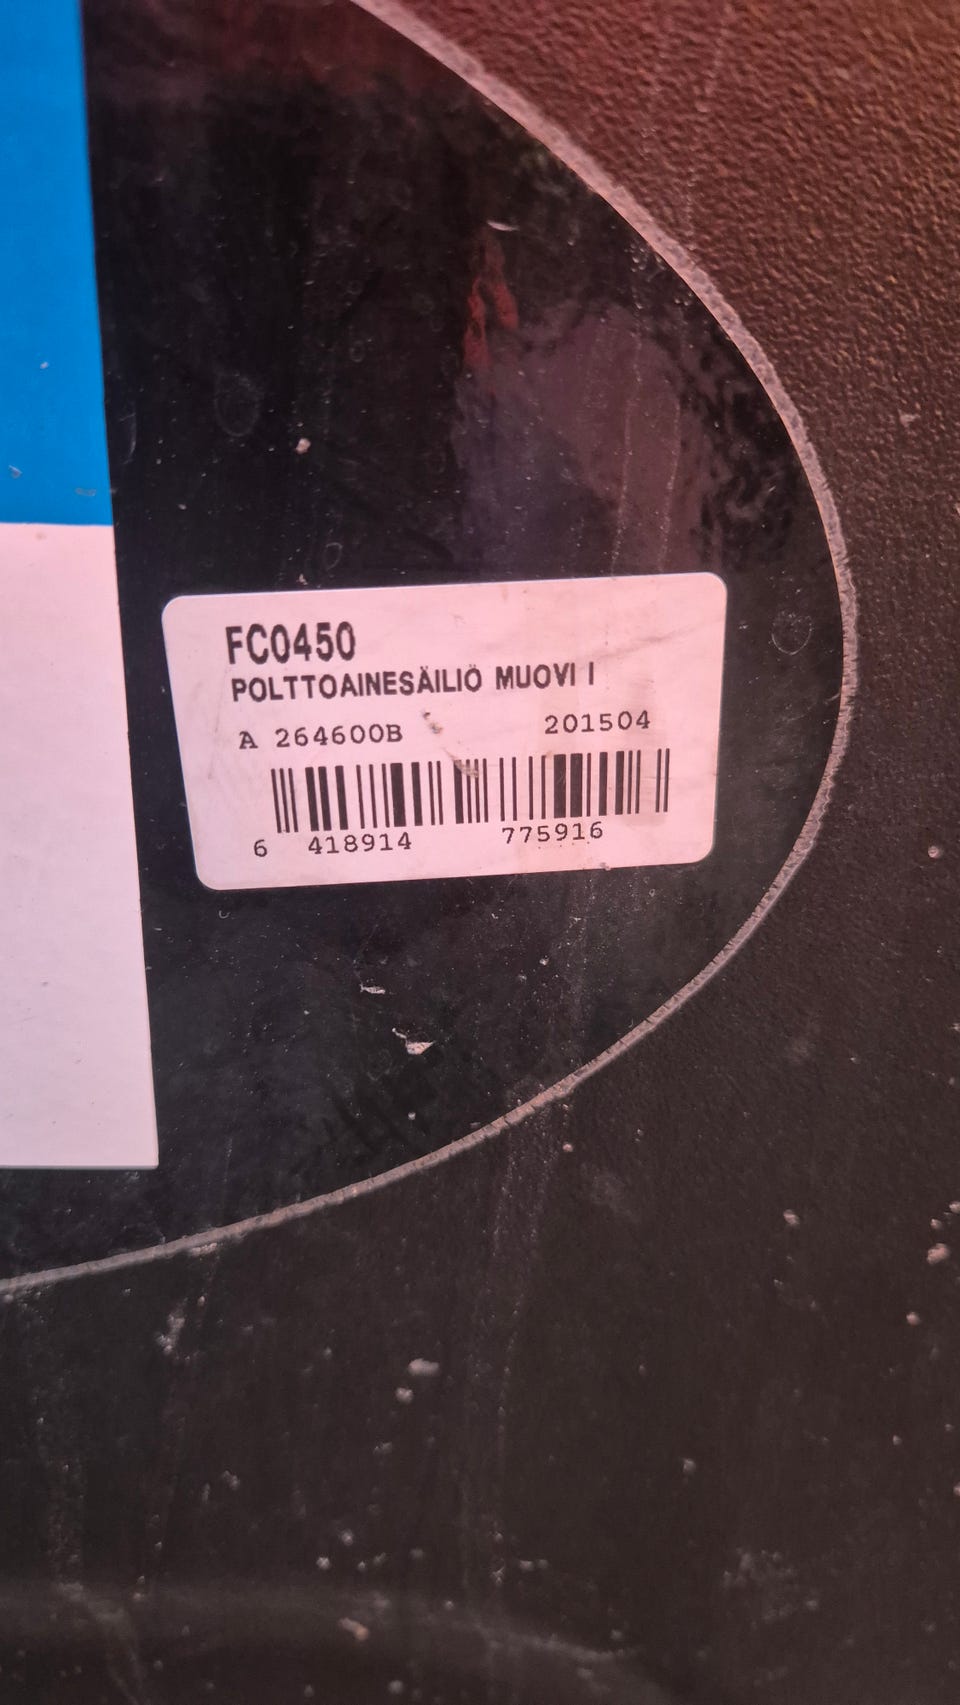 FC0450
POLTTOAINESÄILIÖ MUOVI I
A 264600B 201504
6 418914 775916